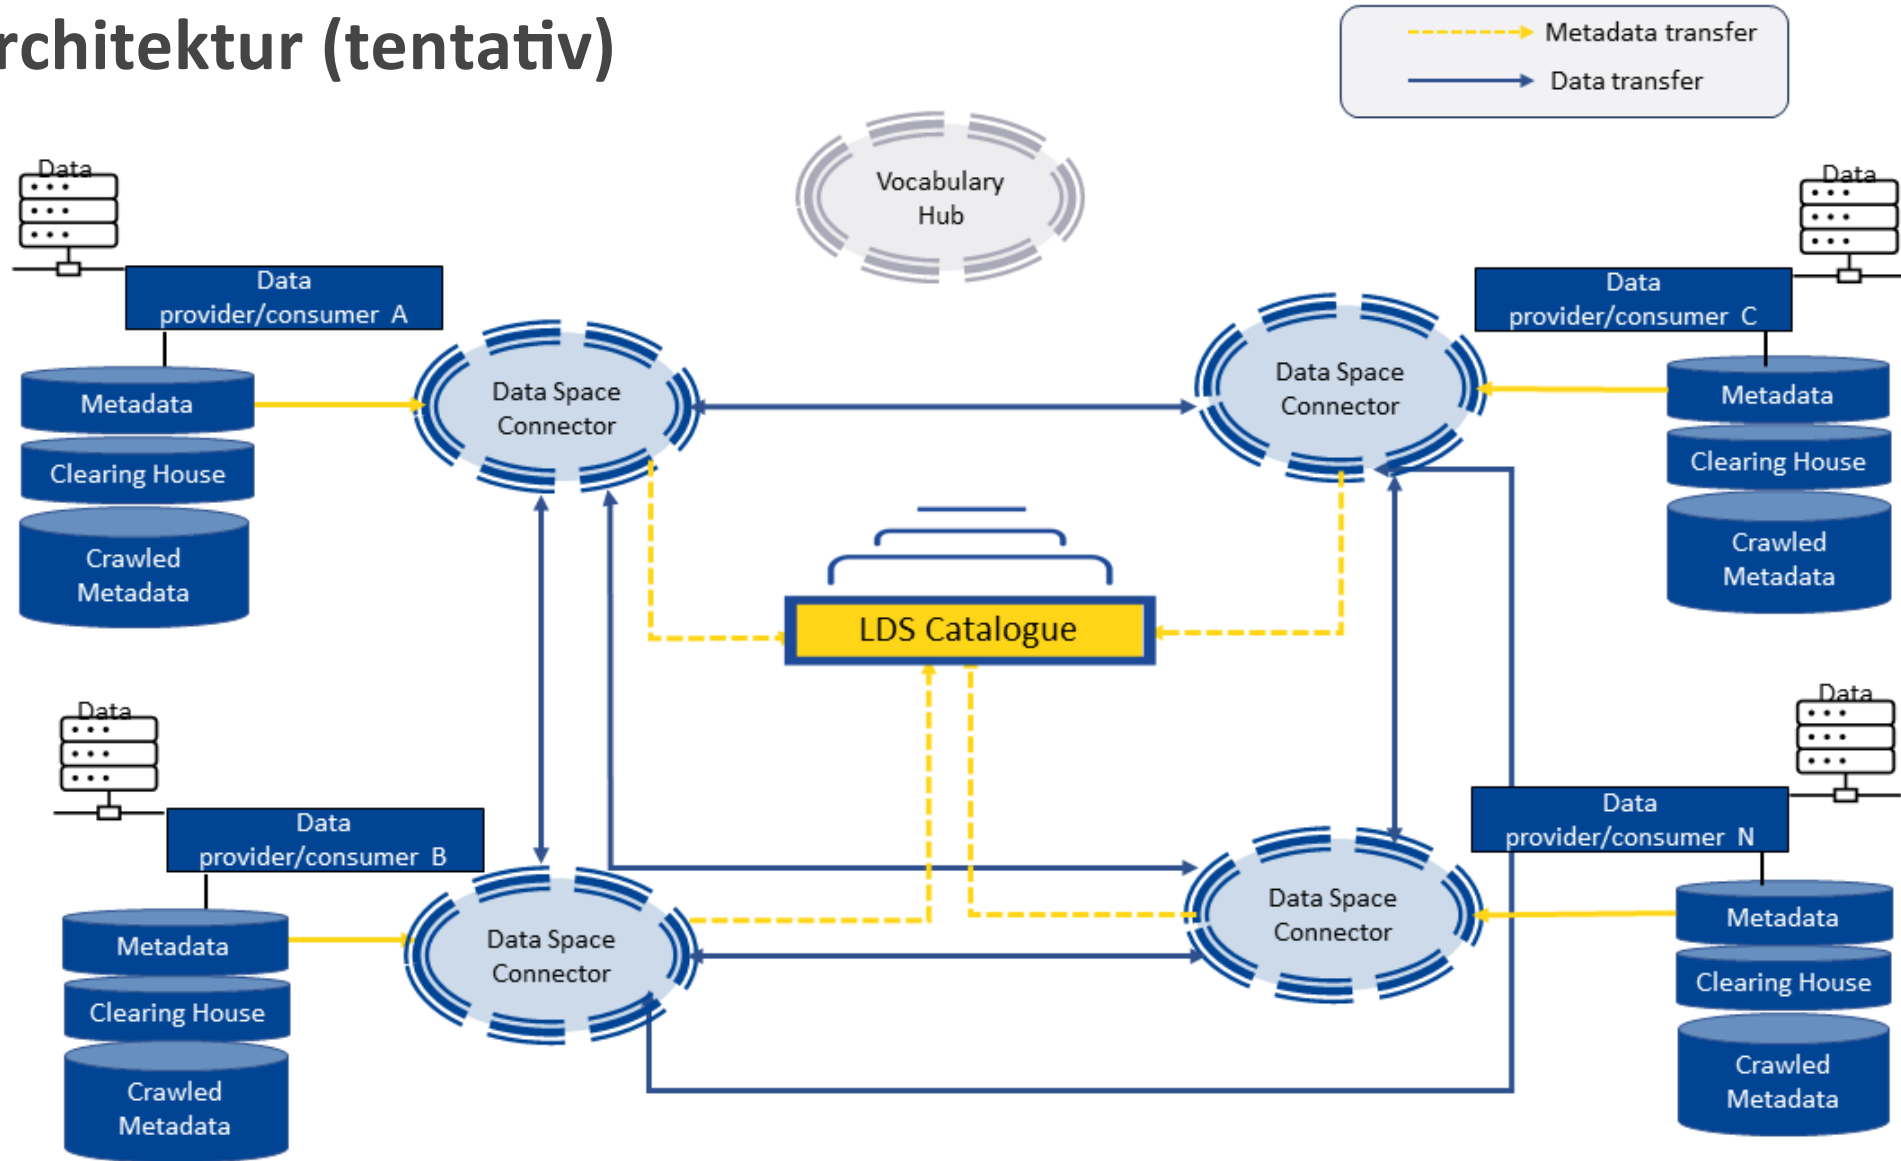 rchitektur (tentativ)
Metadata transfer
Data transfer
Vocabulary
Hub
Data
Data
provider/consumer A
Metadata
Clearing House
Crawled
Metadata
Data Space
Connector
Data Space
Connector
Data
Data
provider/consumer C
Metadata
Clearing House
Crawled
Metadata
LDS Catalogue
Data
Data
provider/consumer B
Metadata
Clearing House
Crawled
Metadata
Data Space
Connector
Data Space
Connector
Data
Data
provider/consumer N
Metadata
Clearing House
Crawled
Metadata